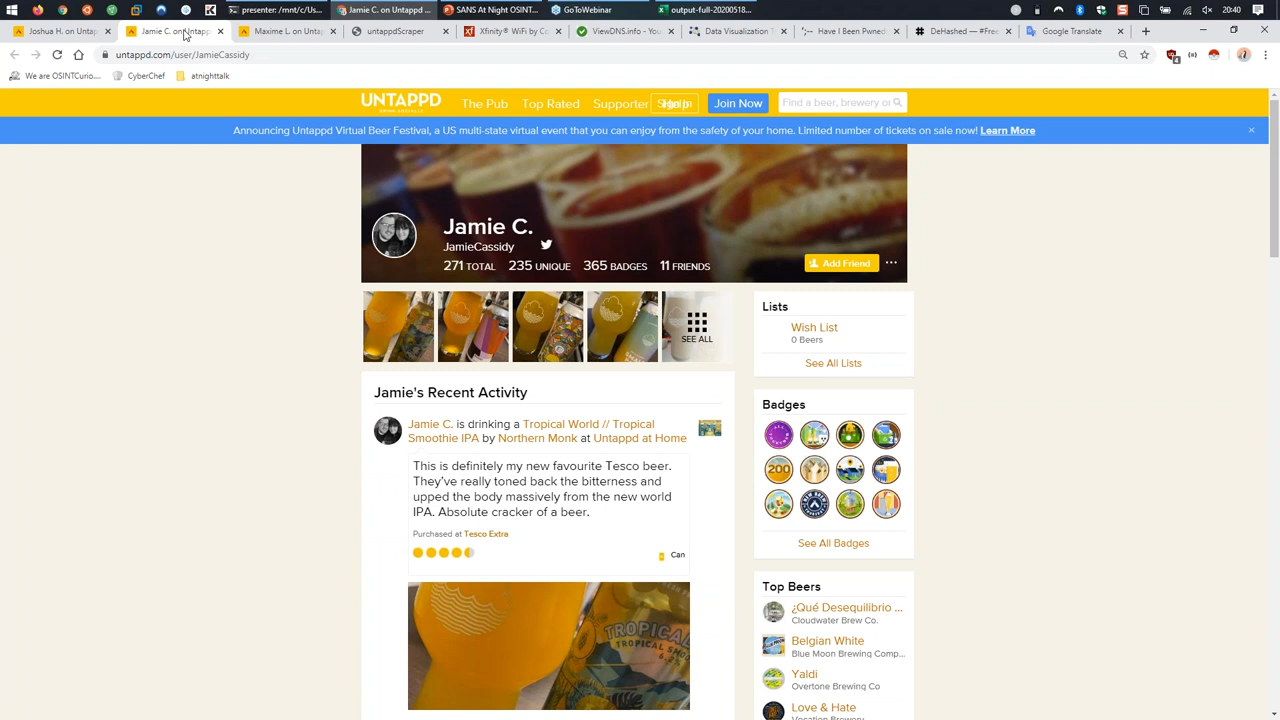 presenter: /mnt/c/us...
Jamie C. on Untappd ...
SANS At Night OSINT...
GoToWebinar
output-full-20200518...
20:40
Joshua H. on Untap
Jamie C. on Untapp
Maxime L. on Untap
untappdScraper
Xfinity® WiFi by Co
ViewDNS.info - You
Data Visualization T
Have I Been Pwned
DeHashed — #Free
Google Translate
untappd.com/user/JamieCassidy
We are OSINTCurio...
CyberChef
atnighttalk
UNTAPPD
DRINK SOCIALLY
The Pub
Top Rated
Supporter
Join Now
Find a beer, brewery or
Announcing Untappd Virtual Beer Festival, a US multi-state virtual event that you can enjoy from the safety of your home. Limited number of tickets on sale now! Learn More
Jamie C.
JamieCassidy
271 TOTAL 235 UNIQUE 365 BADGES 11 FRIENDS
Add Friend
SEE ALL
Lists
Wish List
0 Beers
See All Lists
Jamie's Recent Activity
Jamie C. is drinking a Tropical World // Tropical
Smoothie IPA by Northern Monk at Untappd at Home
This is definitely my new favourite Tesco beer.
They've really toned back the bitterness and
upped the body massively from the new world
IPA. Absolute cracker of a beer.
Purchased at Tesco Extra
Can
TROPICAL
Badges
200
See All Badges
Top Beers
¿Qué Desequilibrio ...
Cloudwater Brew Co.
Belgian White
Blue Moon Brewing Comp...
Yaldi
Overtone Brewing Co
Love & Hate
Vocation Brewery